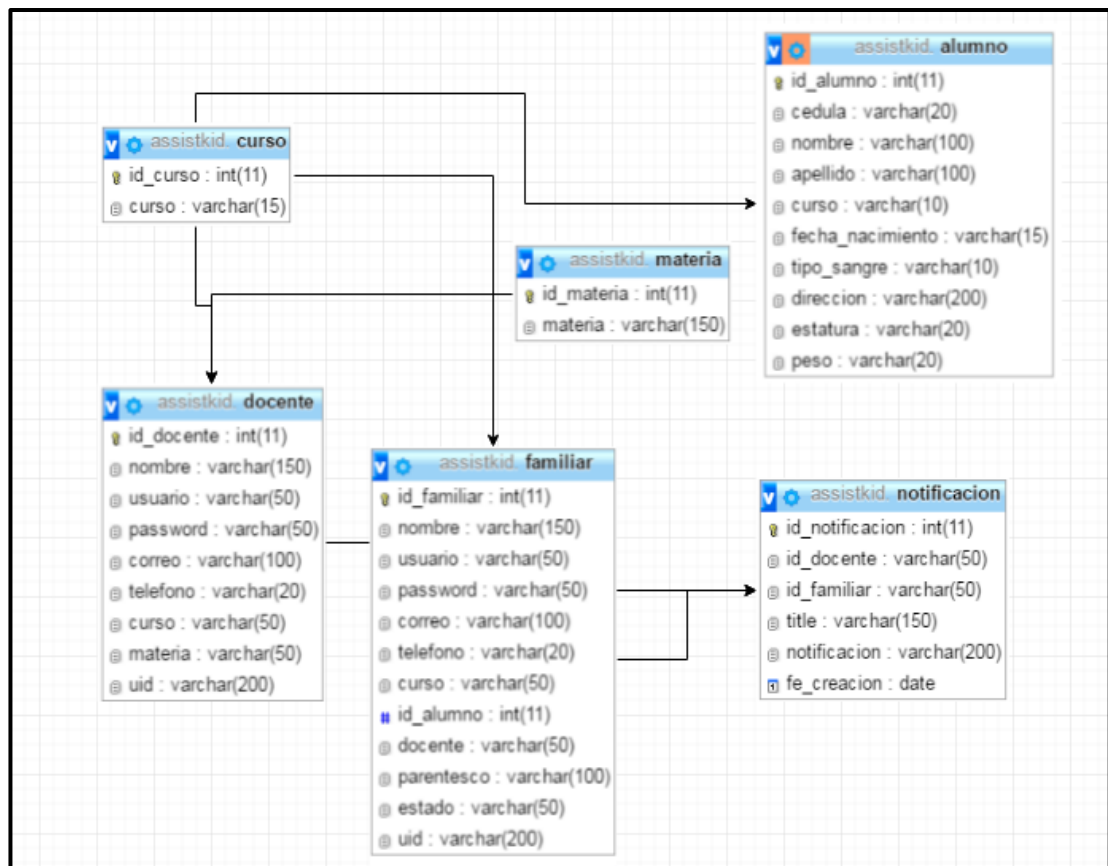 assistkid. alumno
id_alumno : int(11)
cedula : varchar(20)
nombre : varchar(100)
apellido : varchar(100)
curso : varchar(10)
fecha_nacimiento : varchar(15)
tipo_sangre : varchar(10)
direccion : varchar(200)
estatura : varchar(20)
peso : varchar(20)
assistkid. curso
id_curso : int(11)
curso : varchar(15)
assistkid. materia
id_materia : int(11)
materia : varchar(150)
assistkid. docente
id_docente : int(11)
nombre : varchar(150)
usuario : varchar(50)
password : varchar(50)
correo : varchar(100)
telefono : varchar(20)
curso : varchar(50)
materia : varchar(50)
uid : varchar(200)
assistkid. familiar
id_familiar : int(11)
nombre : varchar(150)
usuario : varchar(50)
password : varchar(50)
correo : varchar(100)
telefono : varchar(20)
curso : varchar(50)
# id_alumno : int(11)
docente : varchar(50)
parentesco : varchar(100)
estado : varchar(50)
uid : varchar(200)
assistkid. notificacion
id_notificacion : int(11)
id_docente : varchar(50)
id_familiar : varchar(50)
title : varchar(150)
notificacion : varchar(200)
fe_creacion : date